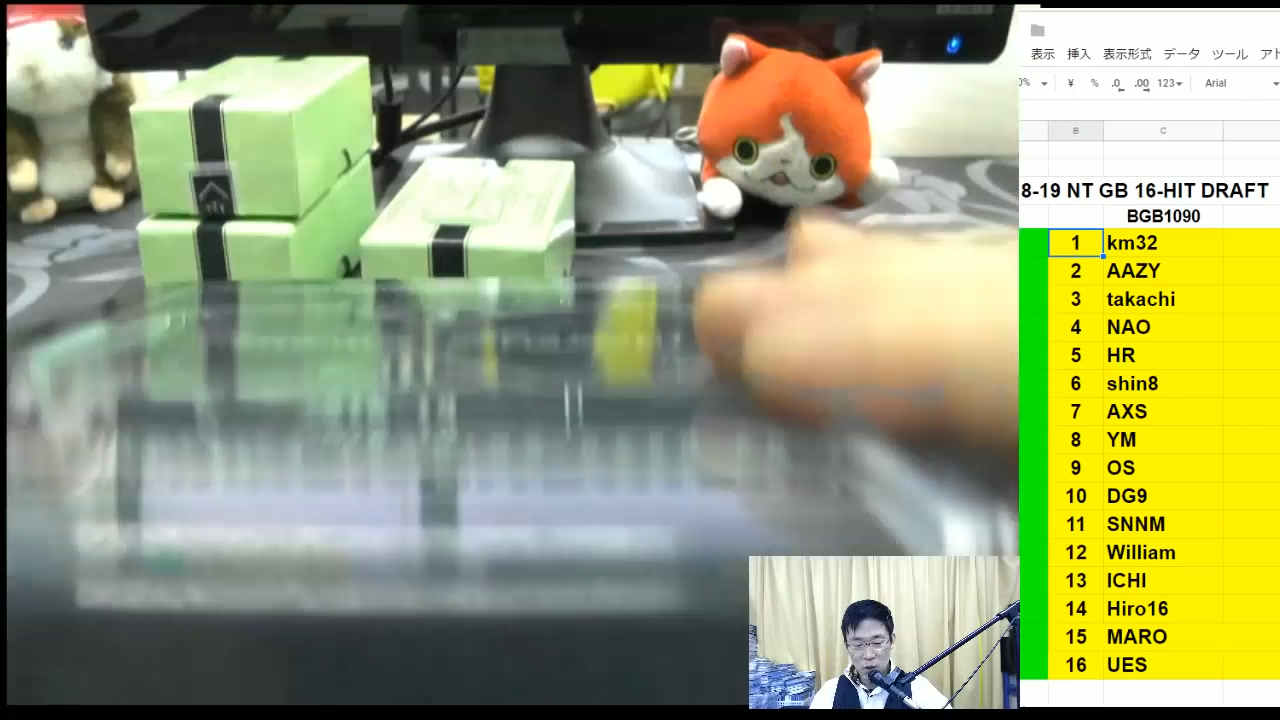 表示 挿入 表示形式 データ ツール アト
0% ¥ % .0 .00 123 Arial
B C
8-19 NT GB 16-HIT DRAFT
BGB1090
1 km32
2 AAZY
3 takachi
4 NAO
5 HR
6 shin8
7 AXS
8 YM
9 OS
10 DG9
11 SNNM
12 William
13 ICHI
14 Hiro16
15 MARO
16 UES